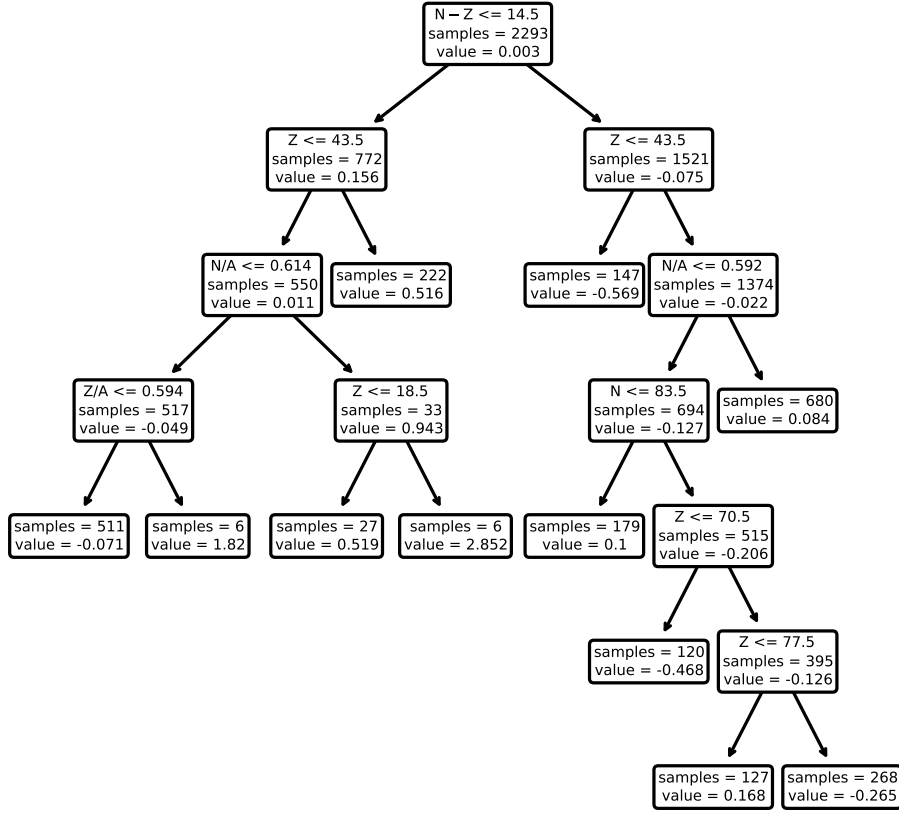 N − Z <= 14.5
samples = 2293
value = 0.003
Z <= 43.5
samples = 772
value = 0.156
Z <= 43.5
samples = 1521
value = -0.075
N/A <= 0.614
samples = 550
value = 0.011
samples = 222
value = 0.516
samples = 147
value = -0.569
N/A <= 0.592
samples = 1374
value = -0.022
Z/A <= 0.594
samples = 517
value = -0.049
Z <= 18.5
samples = 33
value = 0.943
N <= 83.5
samples = 694
value = -0.127
samples = 680
value = 0.084
samples = 511
value = -0.071
samples = 6
value = 1.82
samples = 27
value = 0.519
samples = 6
value = 2.852
samples = 179
value = 0.1
Z <= 70.5
samples = 515
value = -0.206
samples = 120
value = -0.468
Z <= 77.5
samples = 395
value = -0.126
samples = 127
value = 0.168
samples = 268
value = -0.265